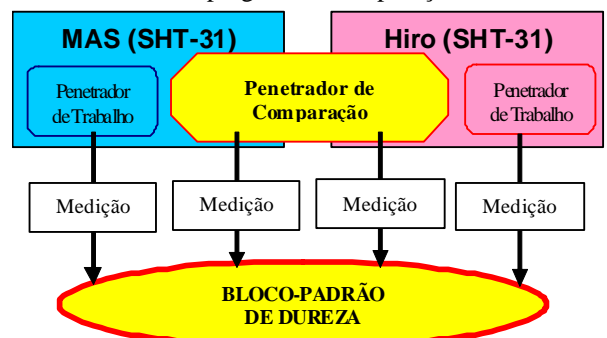 MAS (SHT-31)
Hiro (SHT-31)
Penetrador
de Trabalho
Penetrador de
Comparação
Penetrador
de Trabalho
Medição
Medição
Medição
Medição
BLOCO-PADRÃO
DE DUREZA